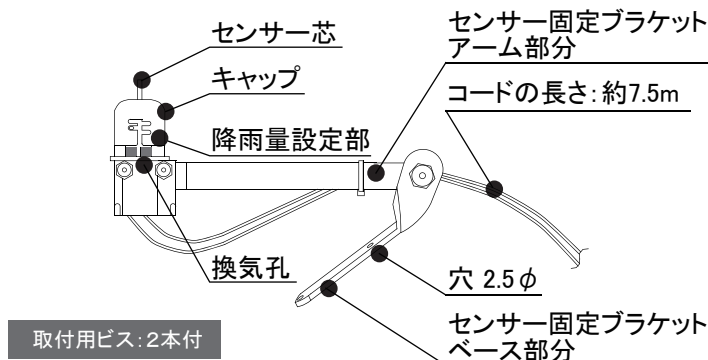 センサー芯
キャップ
降雨量設定部
換気孔
取付用ビス：2本付
センサー固定ブラケット
アーム部分
コードの長さ：約7.5m
穴 2.5φ
センサー固定ブラケット
ベース部分